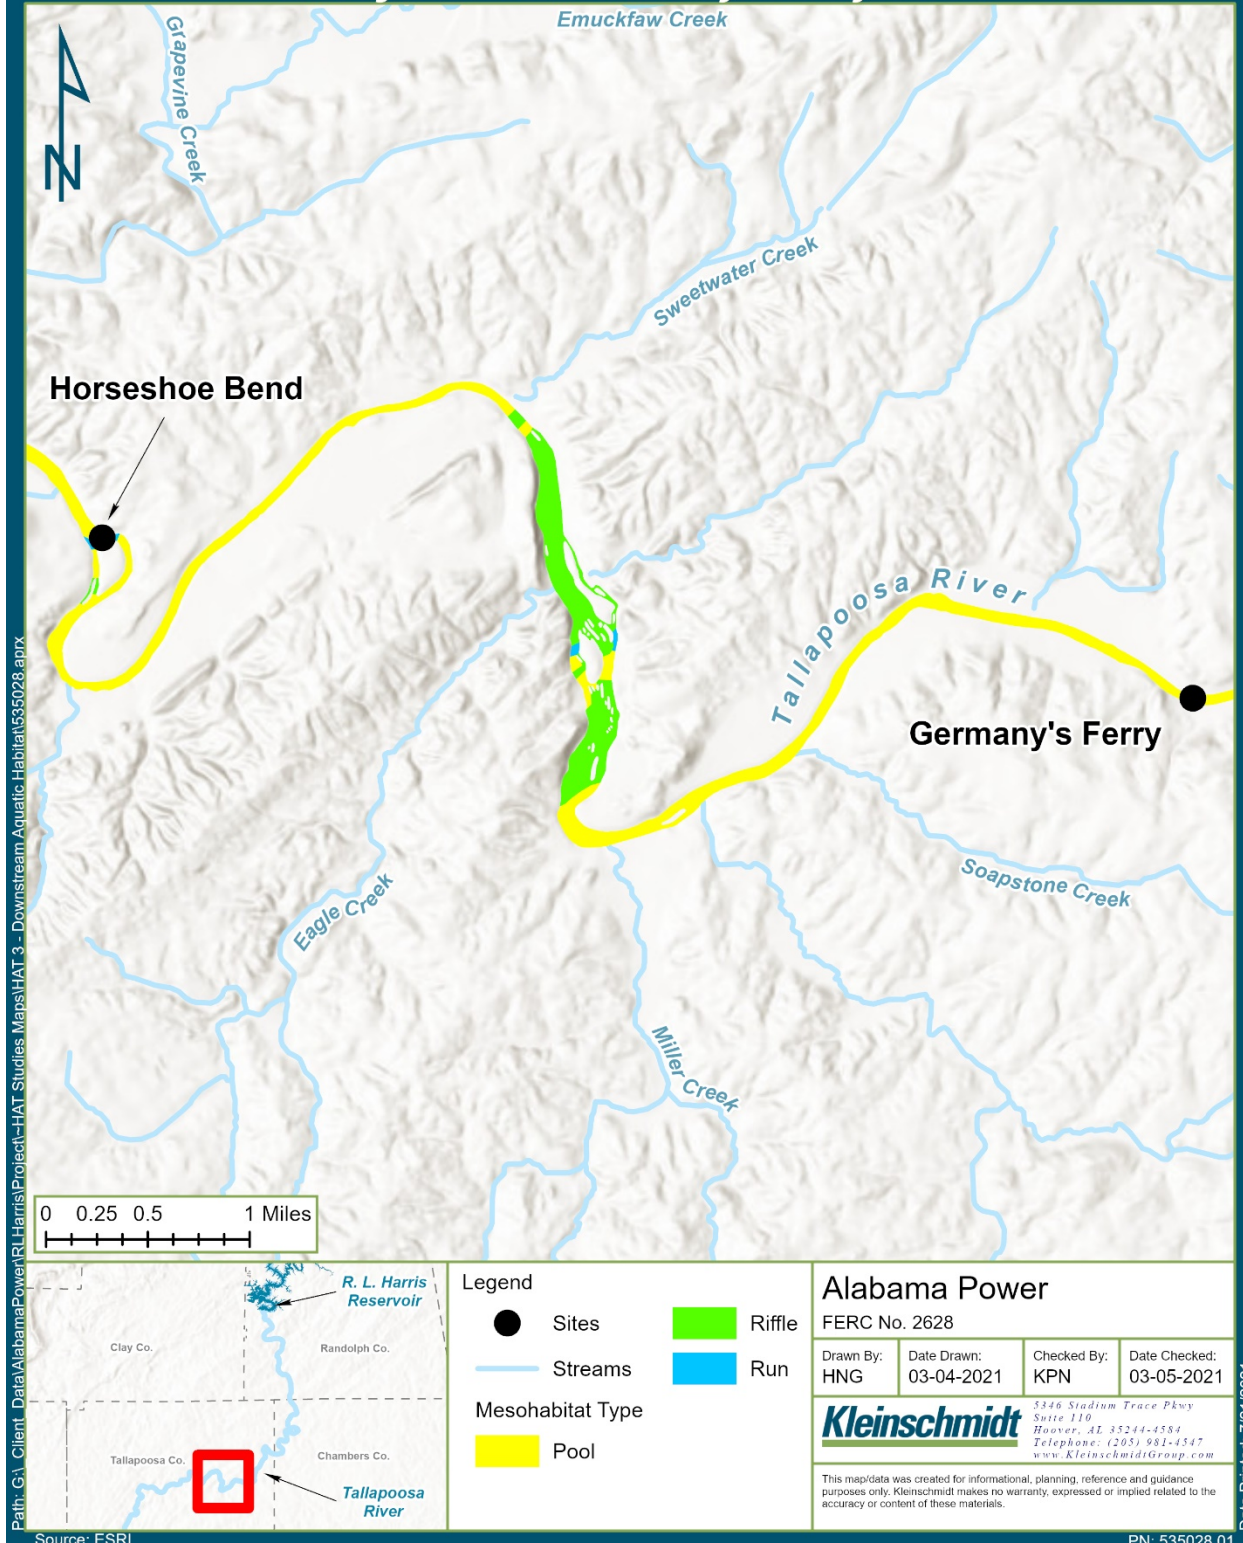 Emuckfaw Creek
Grapevine Creek
N
Sweetwater Creek
Horseshoe Bend
Tallapoosa River
Germany's Ferry
Soapstone Creek
Eagle Creek
Miller Creek
0 0.25 0.5 1 Miles
R. L. Harris
Reservoir
Clay Co.
Randolph Co.
Tallapoosa Co.
Chambers Co.
Tallapoosa
River
Legend
Sites
Streams
Mesohabitat Type
Pool
Riffle
Run
Alabama Power
FERC No. 2628
Drawn By:
HNG
Date Drawn:
03-04-2021
Checked By:
KPN
Date Checked:
03-05-2021
Kleinschmidt
5346 Stadium Trace Pkwy
Suite 110
Hoover, AL 35244-4584
Telephone: (205) 981-4547
www.KleinschmidtGroup.com
This map/data was created for informational, planning, reference and guidance
purposes only. Kleinschmidt makes no warranty, expressed or implied related to the
accuracy or content of these materials.
Path: G:\_Client_Data\AlabamaPower\RLHarris\Project\~HAT Studies Maps\HAT 3 - Downstream Aquatic Habitat\535028.aprx
Source: ESRI
PN: 535028.01